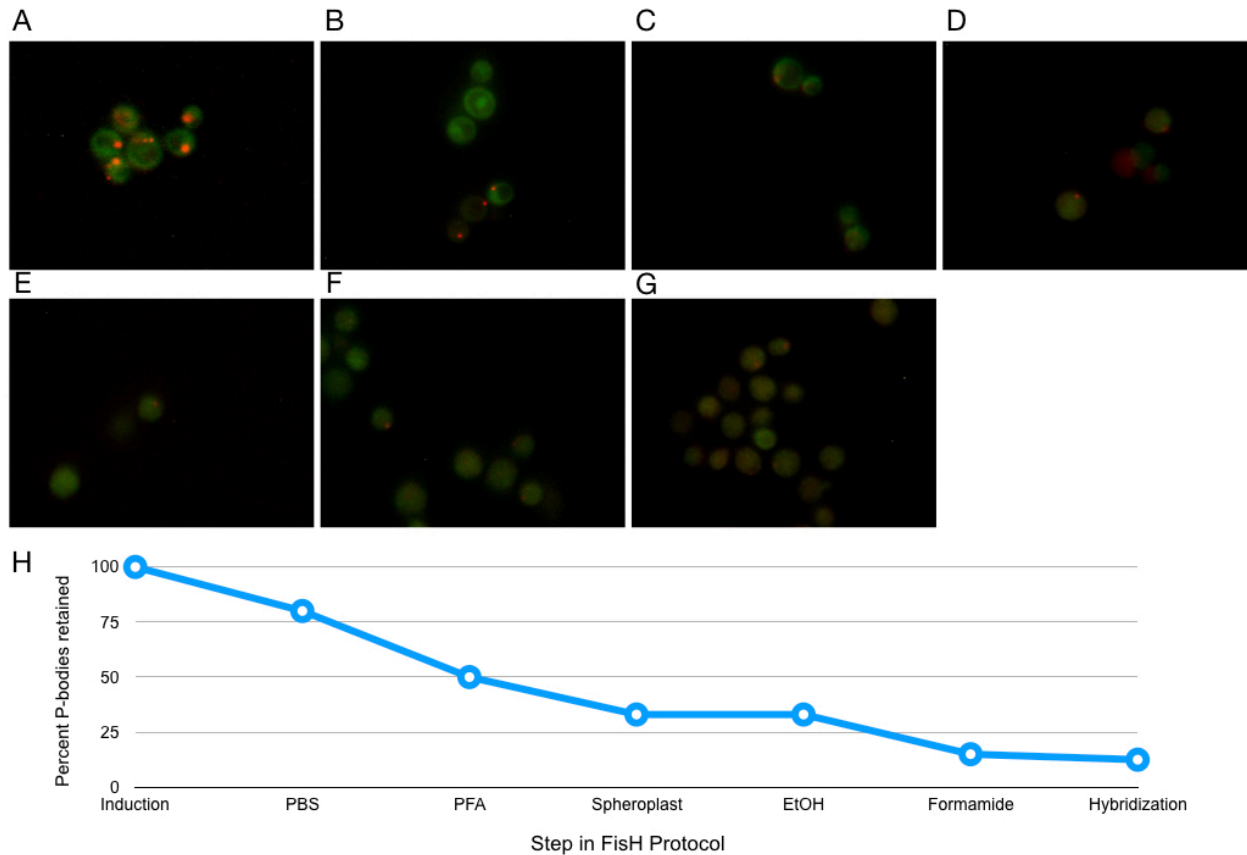 A
B
C
D
E
F
G
H
100
75
50
25
0
Percent P-bodies retained
Induction
PBS
PFA
Spheroplast
EtOH
Formamide
Hybridization
Step in FisH Protocol